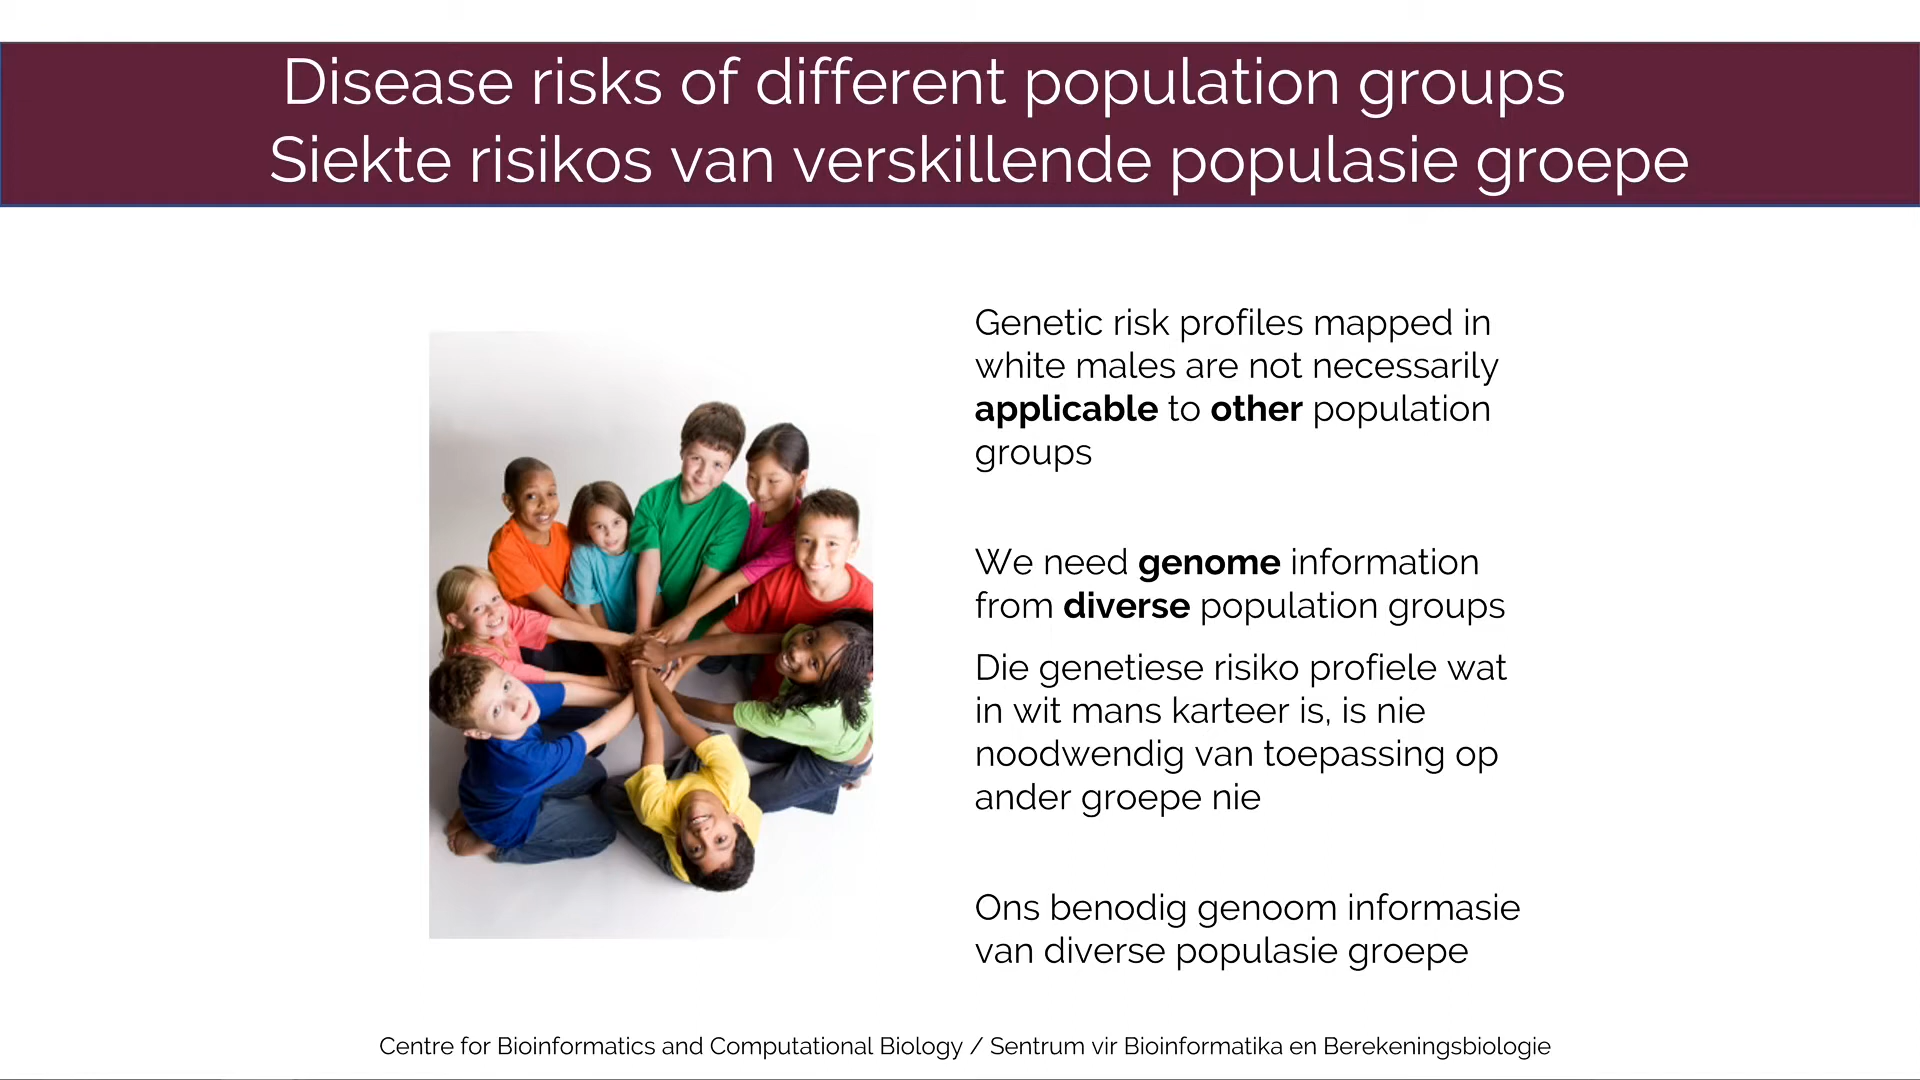 Disease risks of different population groups
Siekte risikos van verskillende populasie groepe
Genetic risk profiles mapped in
white males are not necessarily
applicable to other population
groups
We need genome information
from diverse population groups
Die genetiese risiko profiele wat
in wit mans karteer is, is nie
noodwendig van toepassing op
ander groepe nie
Ons benodig genoom informasie
van diverse populasie groepe
Centre for Bioinformatics and Computational Biology / Sentrum vir Bioinformatika en Berekeningsbiologie